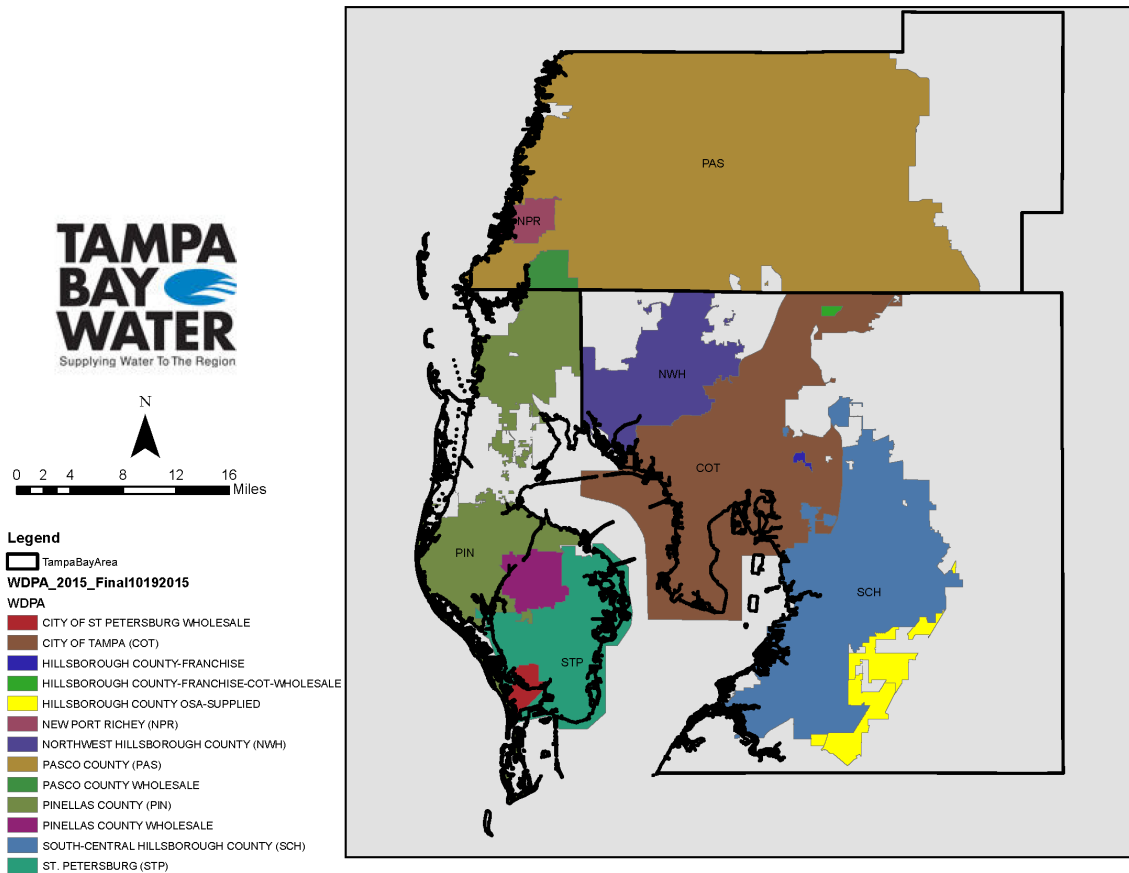 TAMPA
BAY
WATER
Supplying Water To The Region
N
0 2 4 8 12 16
Miles
Legend
TampaBayArea
WDPA_2015_Final10192015
WDPA
CITY OF ST PETERSBURG WHOLESALE
CITY OF TAMPA (COT)
HILLSBOROUGH COUNTY-FRANCHISE
HILLSBOROUGH COUNTY-FRANCHISE-COT-WHOLESALE
HILLSBOROUGH COUNTY OSA-SUPPLIED
NEW PORT RICHEY (NPR)
NORTHWEST HILLSBOROUGH COUNTY (NWH)
PASCO COUNTY (PAS)
PASCO COUNTY WHOLESALE
PINELLAS COUNTY (PIN)
PINELLAS COUNTY WHOLESALE
SOUTH-CENTRAL HILLSBOROUGH COUNTY (SCH)
ST. PETERSBURG (STP)
PAS
NPR
NWH
COT
PIN
SCH
STP